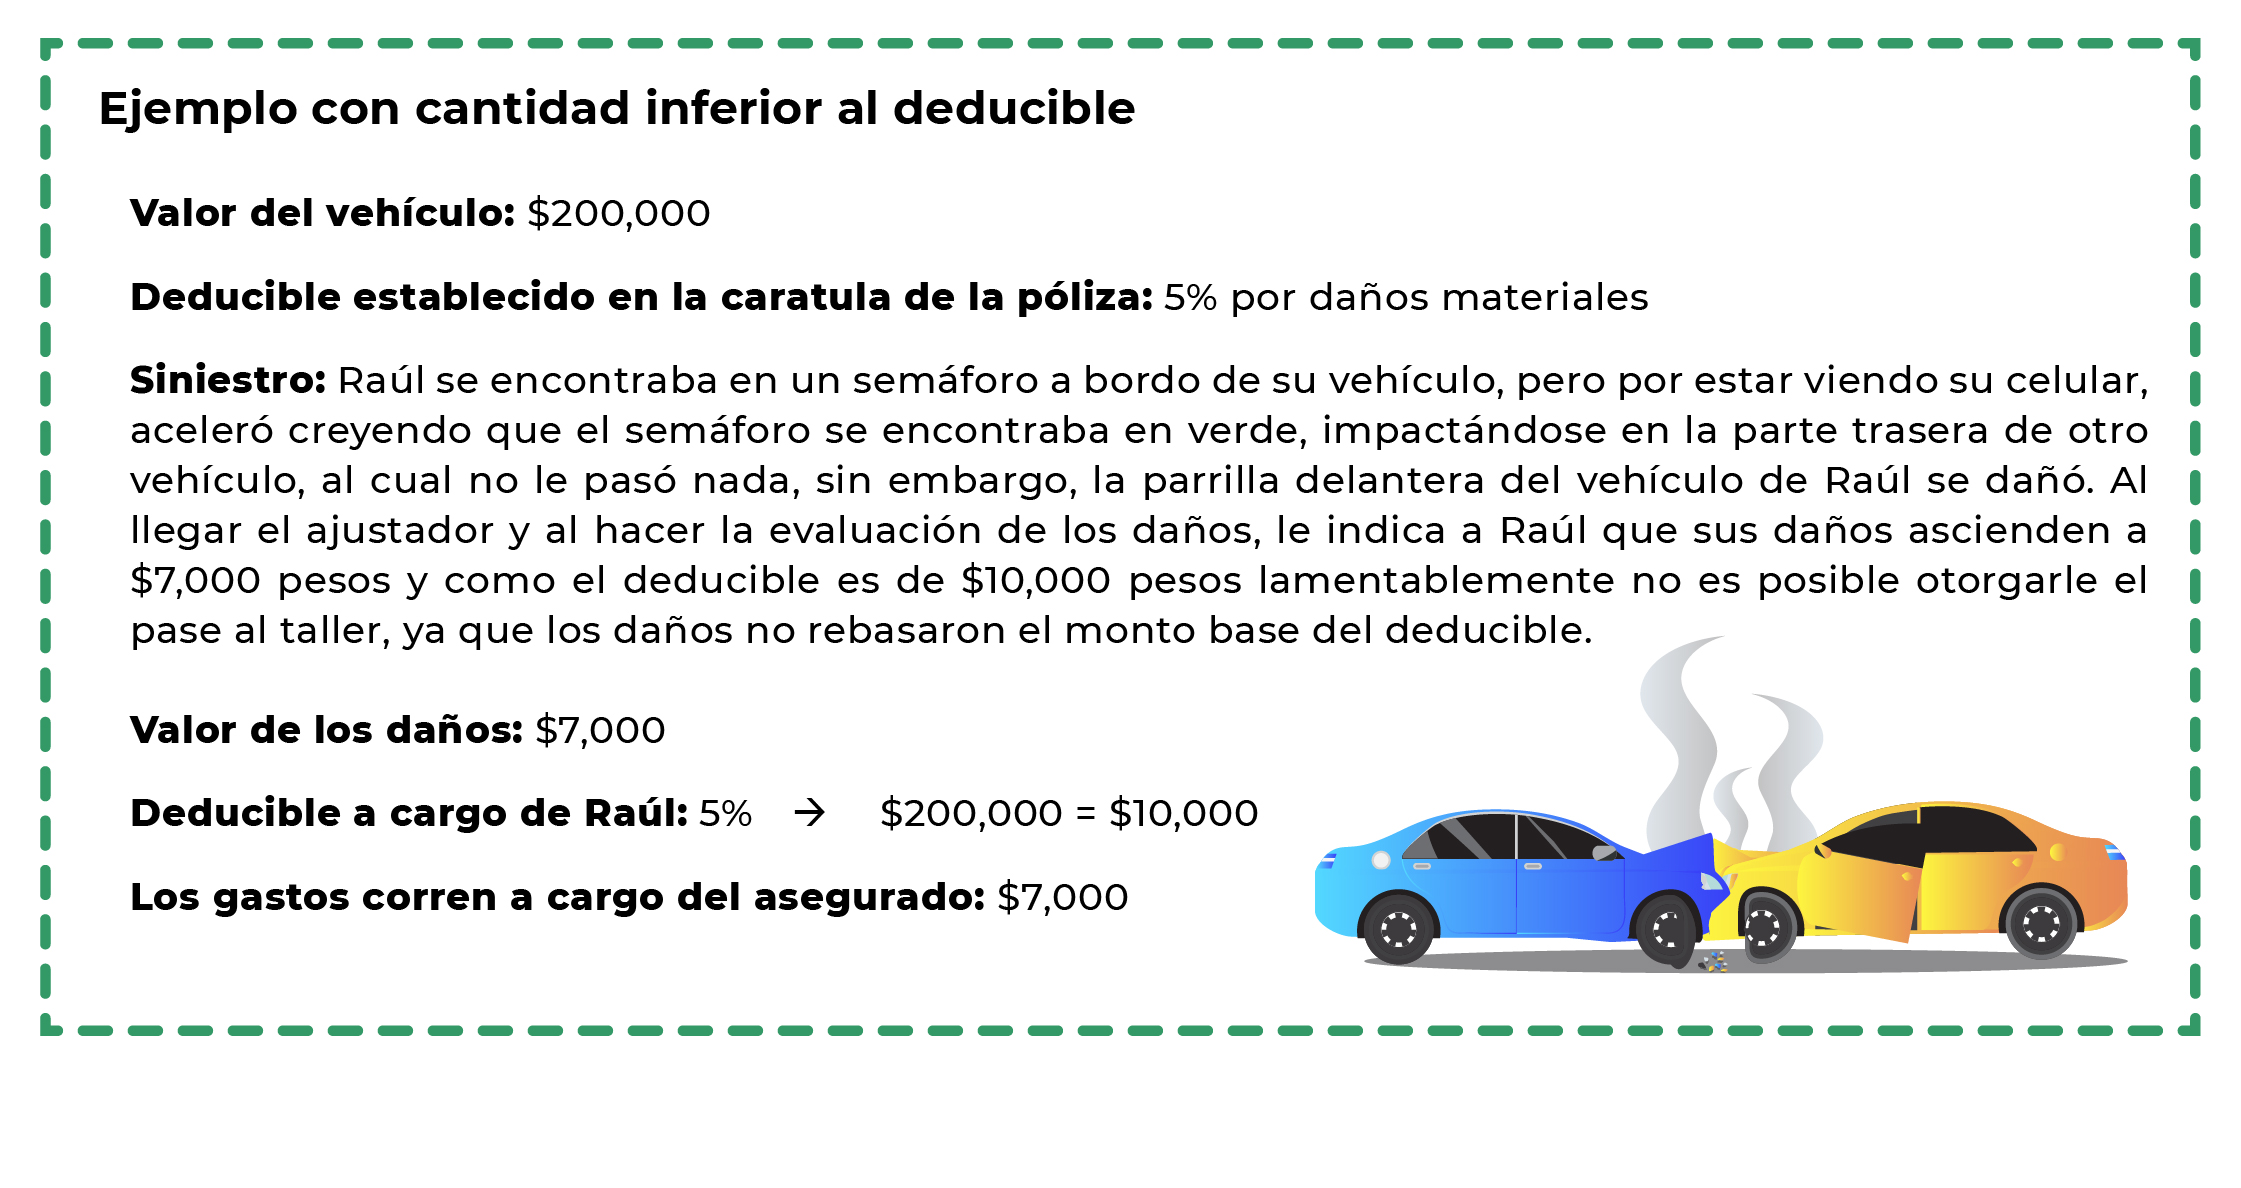 Ejemplo con cantidad inferior al deducible
Valor del vehículo: $200,000
Deducible establecido en la caratula de la póliza: 5% por daños materiales
Siniestro: Raúl se encontraba en un semáforo a bordo de su vehículo, pero por estar viendo su celular,
aceleró creyendo que el semáforo se encontraba en verde, impactándose en la parte trasera de otro
vehículo, al cual no le pasó nada, sin embargo, la parrilla delantera del vehículo de Raúl se dañó. Al
llegar el ajustador y al hacer la evaluación de los daños, le indica a Raúl que sus daños ascienden a
$7,000 pesos y como el deducible es de $10,000 pesos lamentablemente no es posible otorgarle el
pase al taller, ya que los daños no rebasaron el monto base del deducible.
Valor de los daños: $7,000
Deducible a cargo de Raúl: 5% → $200,000 = $10,000
Los gastos corren a cargo del asegurado: $7,000